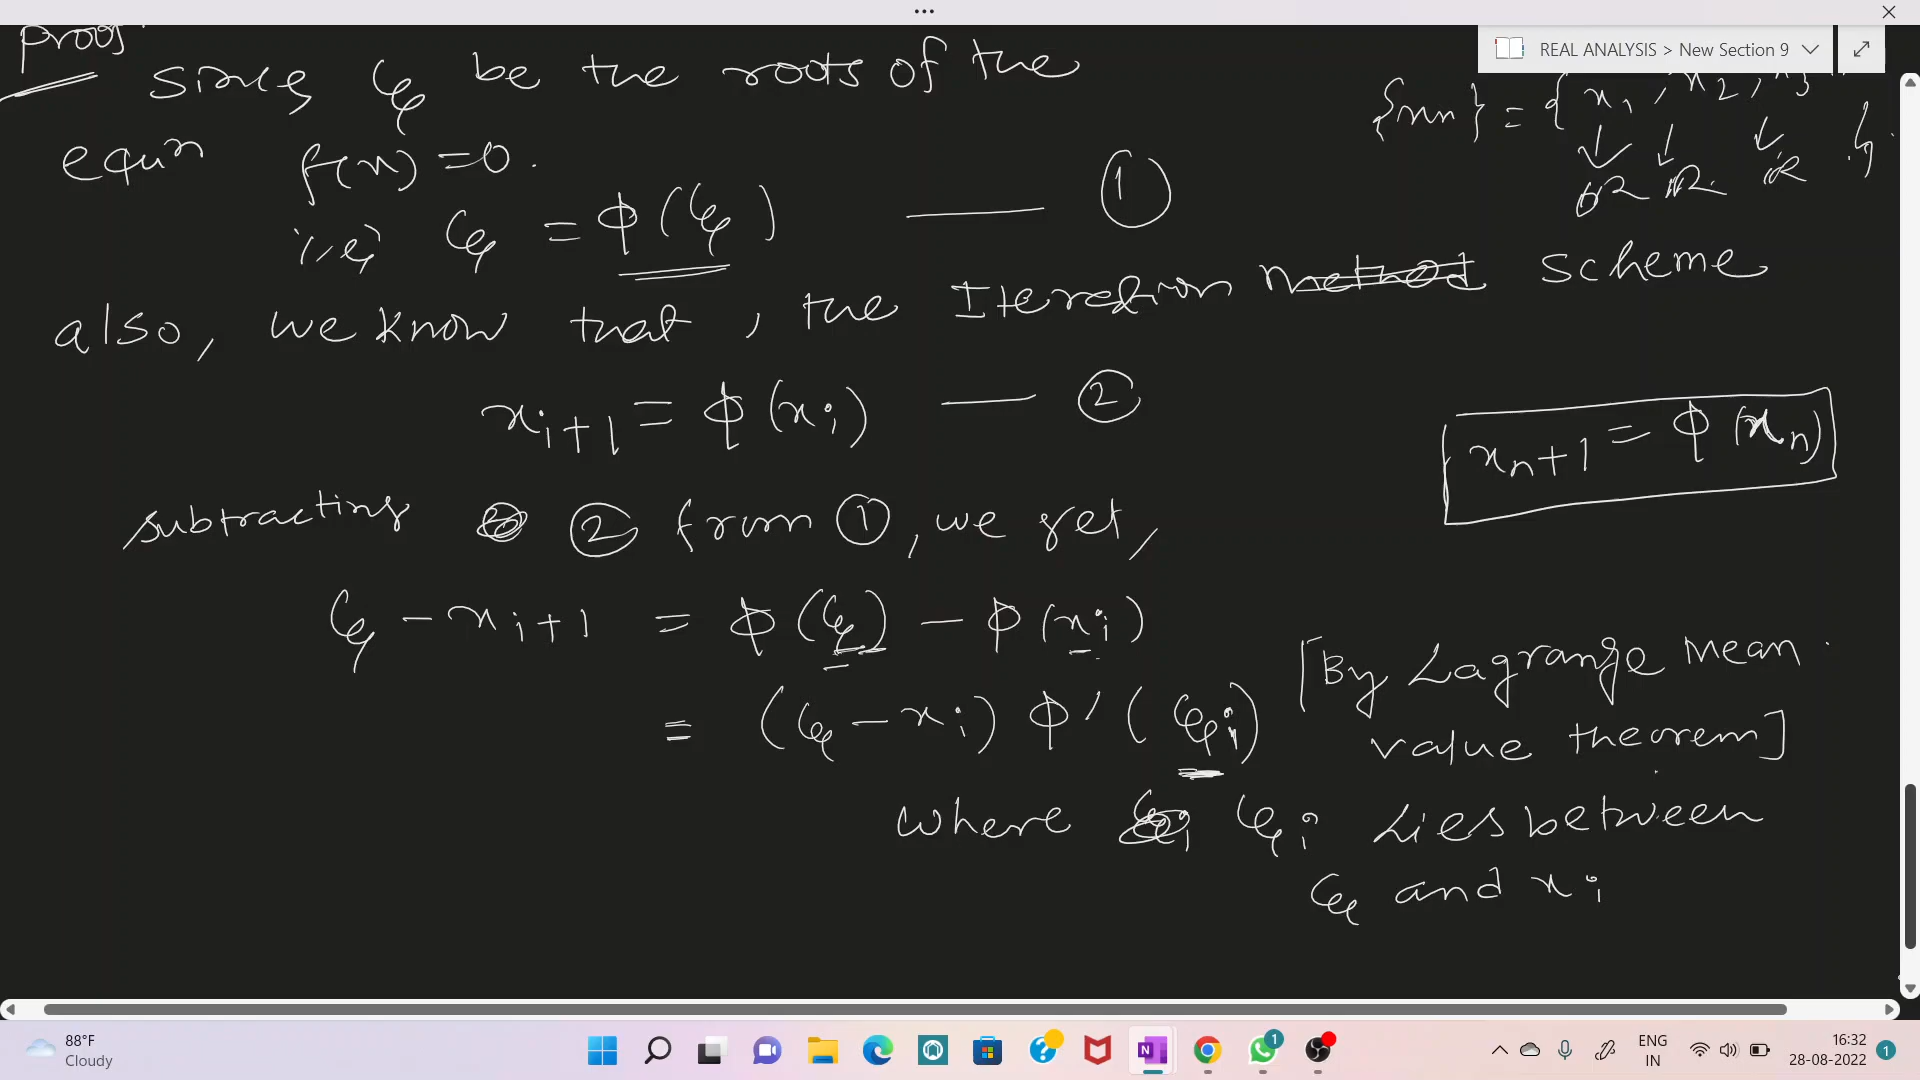 REAL ANALYSIS > New Section 9
proof:
since ξ be the roots of the
equn f(x) = 0.
i.e; ξ = φ(ξ) —— ①
{xn} = { x1, x2, x3
R R R
also, we know that, the Iteration method scheme
xi+1 = φ(xi) —— ②
xn+1 = φ(xn)
subtracting ② from ①, we get,
ξ - xi+1 = φ(ξ) - φ(xi)
= (ξ - xi) φ'(ξi) [By Lagrange Mean
value theorem]
where ξi Lies between
ξ and xi
88°F
Cloudy
ENG
IN
16:32
28-08-2022
1
1